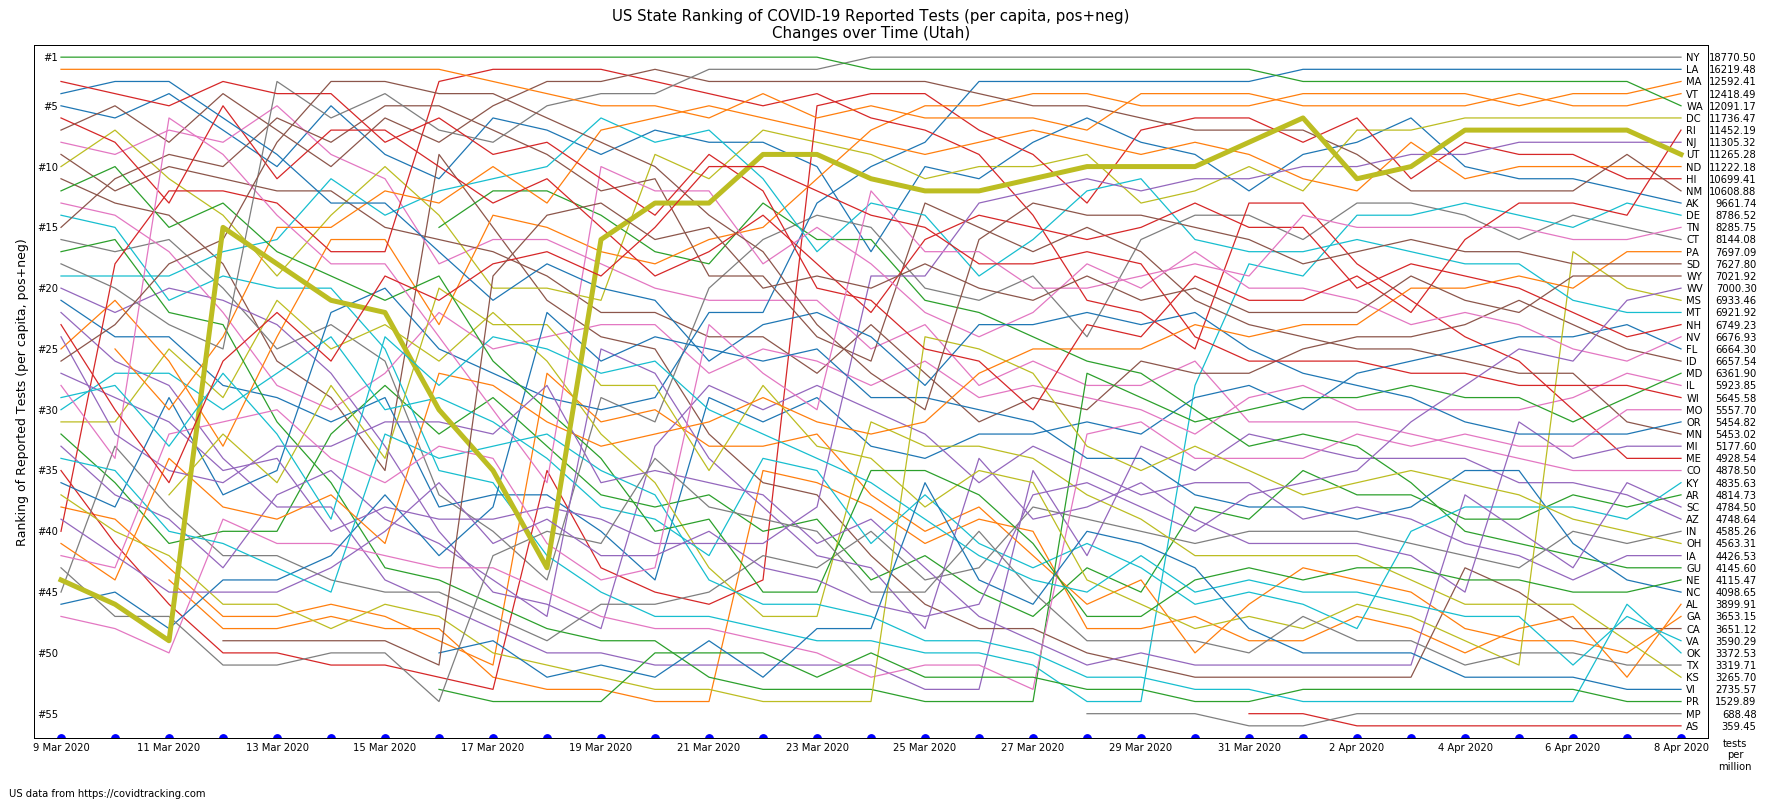 US State Ranking of COVID-19 Reported Tests (per capita, pos+neg)
Changes over Time (Utah)
Ranking of Reported Tests (per capita, pos+neg)
#1
#5
#10
#15
#20
#25
#30
#35
#40
#45
#50
#55
NY 18770.50
LA 16219.48
MA 12592.41
VT 12418.49
WA 12091.17
DC 11736.47
RI 11452.19
NJ 11305.32
UT 11265.28
ND 11222.18
HI 10699.41
NM 10608.88
AK 9661.74
DE 8786.52
TN 8285.75
CT 8144.08
PA 7697.09
SD 7627.80
WY 7021.92
WV 7000.30
MS 6933.46
MT 6921.92
NH 6749.23
NV 6676.93
FL 6664.30
ID 6657.54
MD 6361.90
IL 5923.85
WI 5645.58
MO 5557.70
OR 5454.82
MN 5453.02
MI 5177.60
ME 4928.54
CO 4878.50
KY 4835.63
AR 4814.73
SC 4784.50
AZ 4748.64
IN 4585.26
OH 4563.31
IA 4426.53
GU 4145.60
NE 4115.47
NC 4098.65
AL 3899.91
GA 3653.15
CA 3651.12
VA 3590.29
OK 3372.53
TX 3319.71
KS 3265.70
VI 2735.57
PR 1529.89
MP 688.48
AS 359.45
9 Mar 2020
11 Mar 2020
13 Mar 2020
15 Mar 2020
17 Mar 2020
19 Mar 2020
21 Mar 2020
23 Mar 2020
25 Mar 2020
27 Mar 2020
29 Mar 2020
31 Mar 2020
2 Apr 2020
4 Apr 2020
6 Apr 2020
8 Apr 2020
tests
per
million
US data from https://covidtracking.com